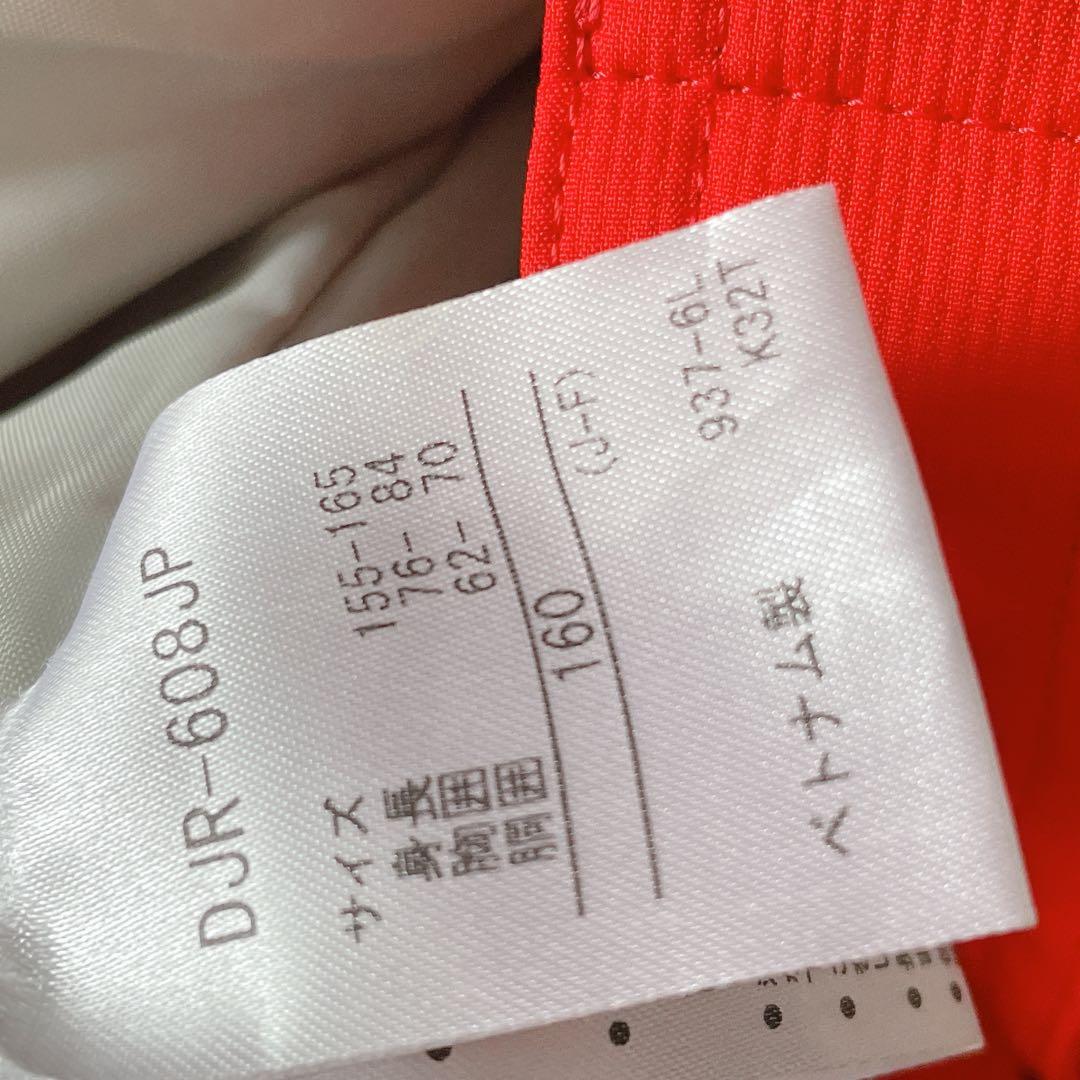 DJR-608JP
サイズ
身長 155-165
胸囲 76- 84
胴囲 62- 70
160
(J-F)
937-6L
K32T
ベトナム製